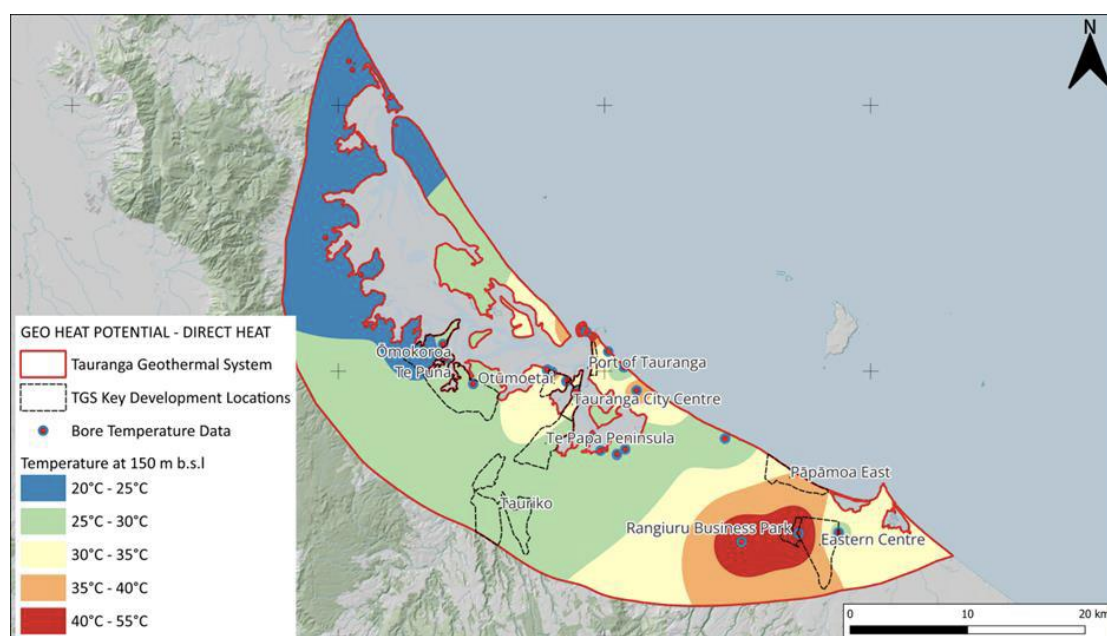 N
Ōmokoroa
Te Puna
Otūmoetai
Port of Tauranga
Tauranga City Centre
Te Papa Peninsula
Tauriko
Pāpāmoa East
Rangiuru Business Park
Eastern Centre
GEO HEAT POTENTIAL - DIRECT HEAT
Tauranga Geothermal System
TGS Key Development Locations
Bore Temperature Data
Temperature at 150 m b.s.l
20°C - 25°C
25°C - 30°C
30°C - 35°C
35°C - 40°C
40°C - 55°C
0 10 20 km